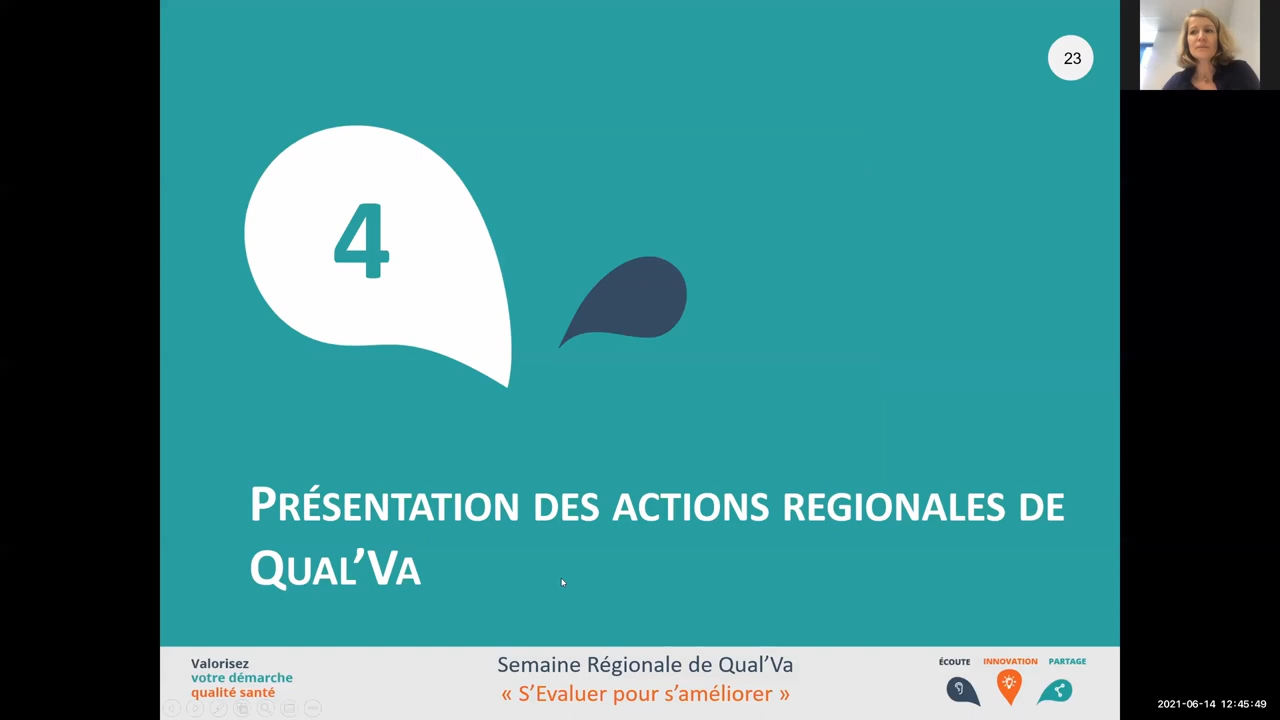 23
4
PRÉSENTATION DES ACTIONS REGIONALES DE
QUAL'VA
Valorisez
votre démarche
qualité santé
Semaine Régionale de Qual'Va
« S'Evaluer pour s'améliorer »
ÉCOUTE INNOVATION PARTAGE
2021-06-14 12:45:49